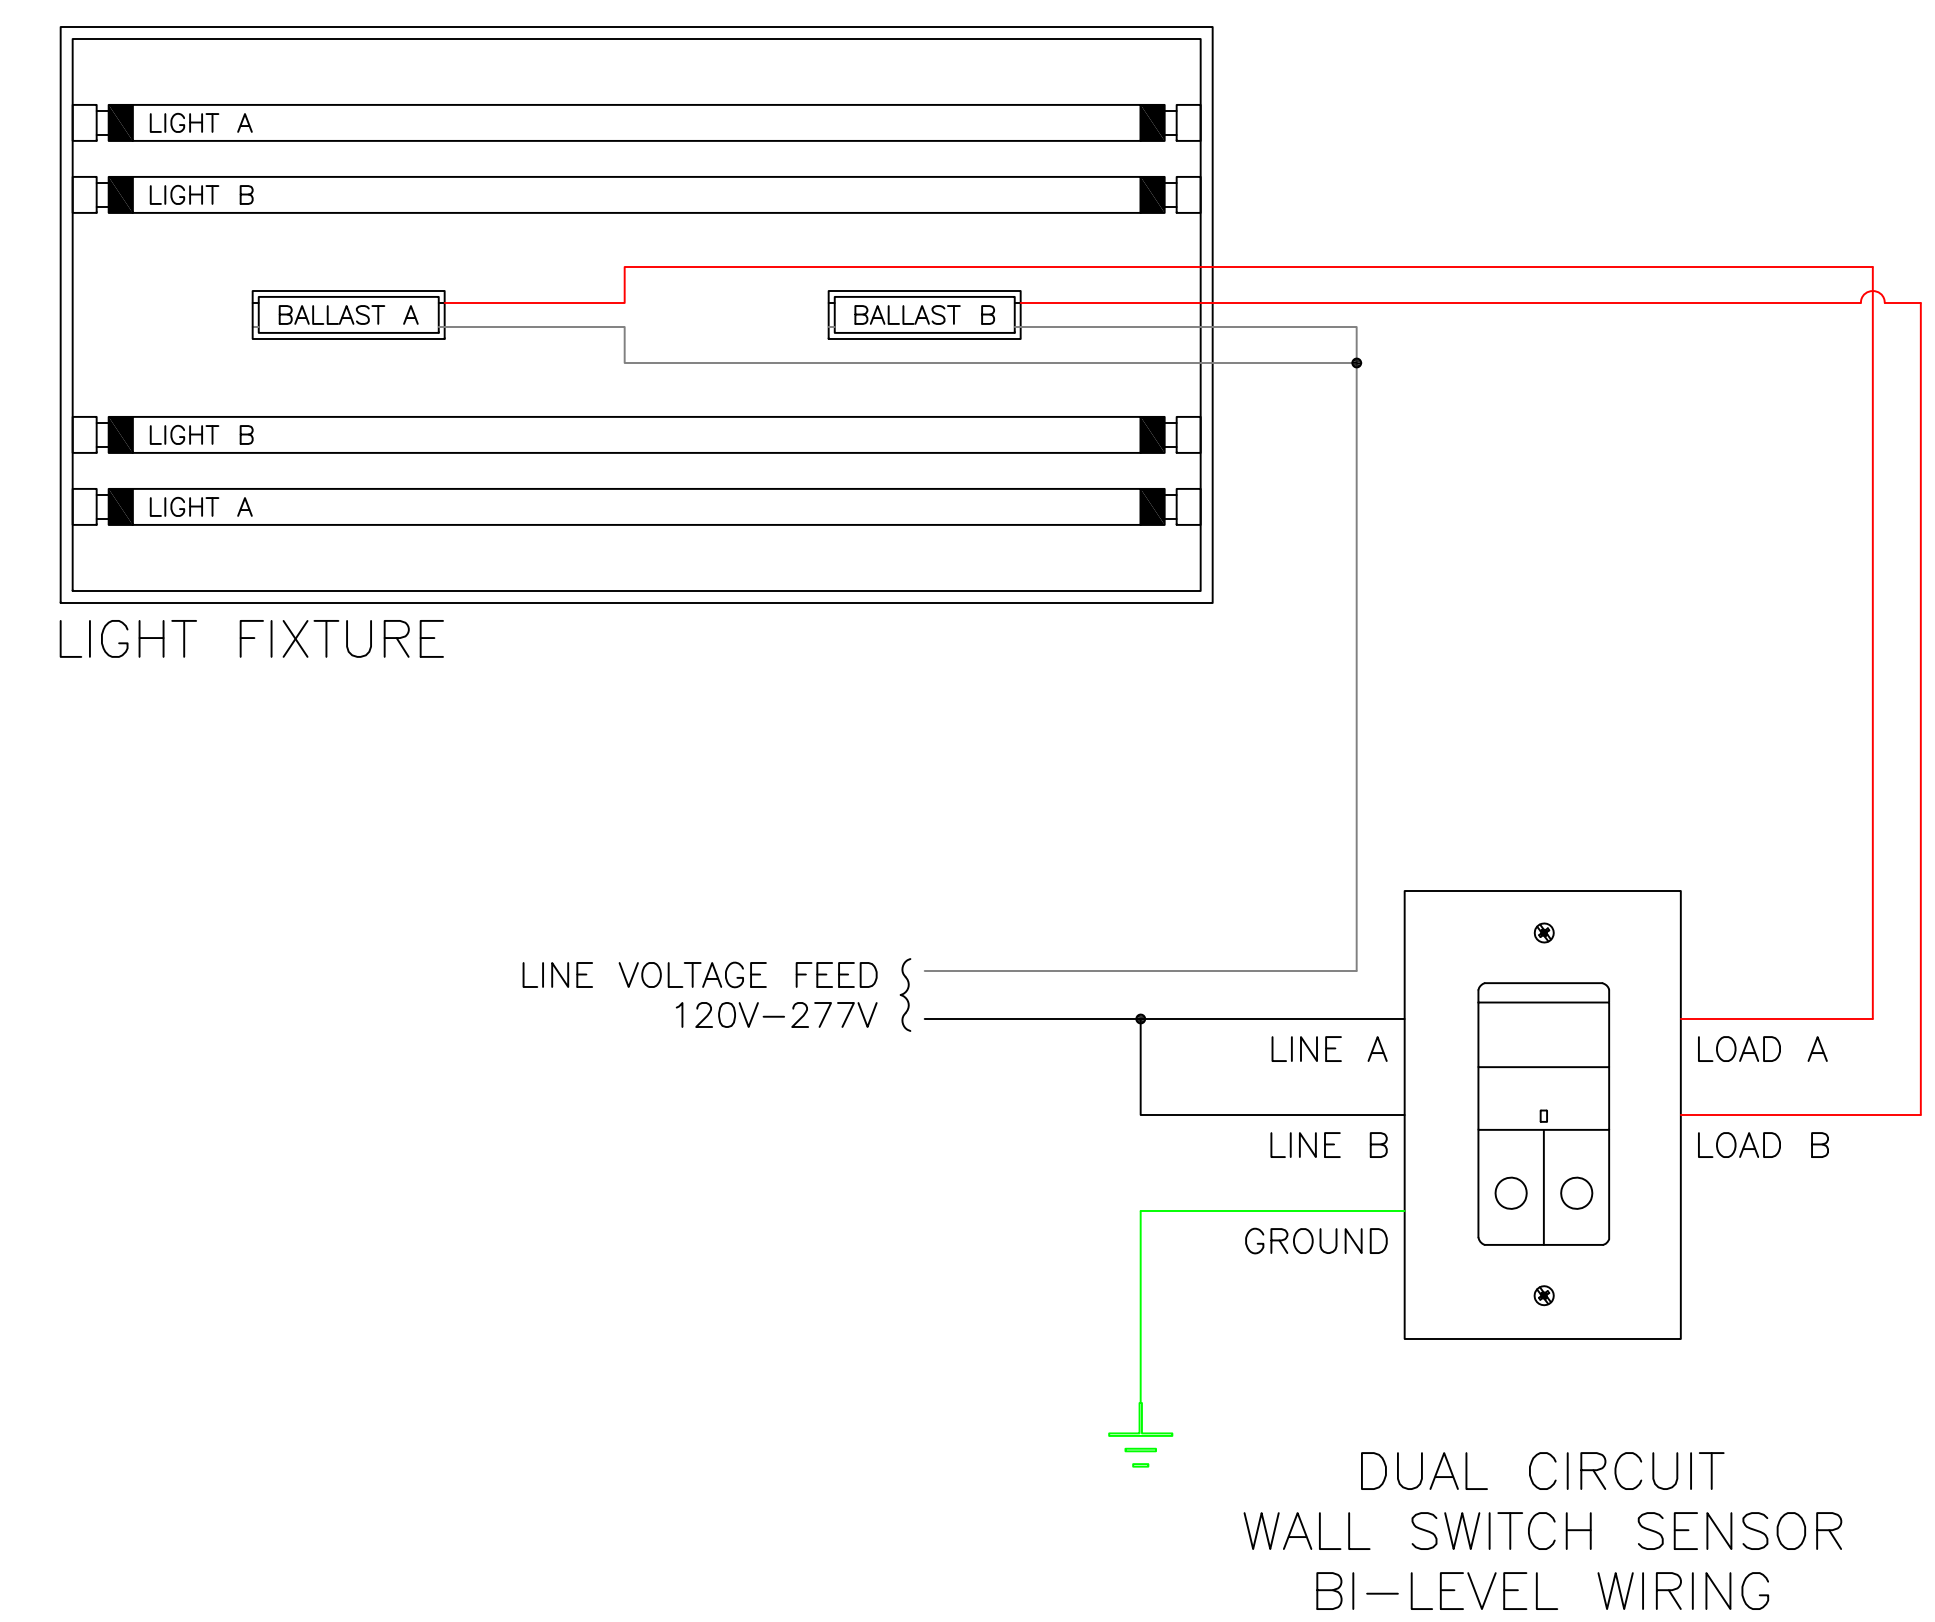 LIGHT A
LIGHT B
BALLAST A
BALLAST B
LIGHT B
LIGHT A
LIGHT FIXTURE
LINE VOLTAGE FEED
120V-277V
LINE A
LOAD A
LINE B
LOAD B
GROUND
DUAL CIRCUIT
WALL SWITCH SENSOR
BI-LEVEL WIRING